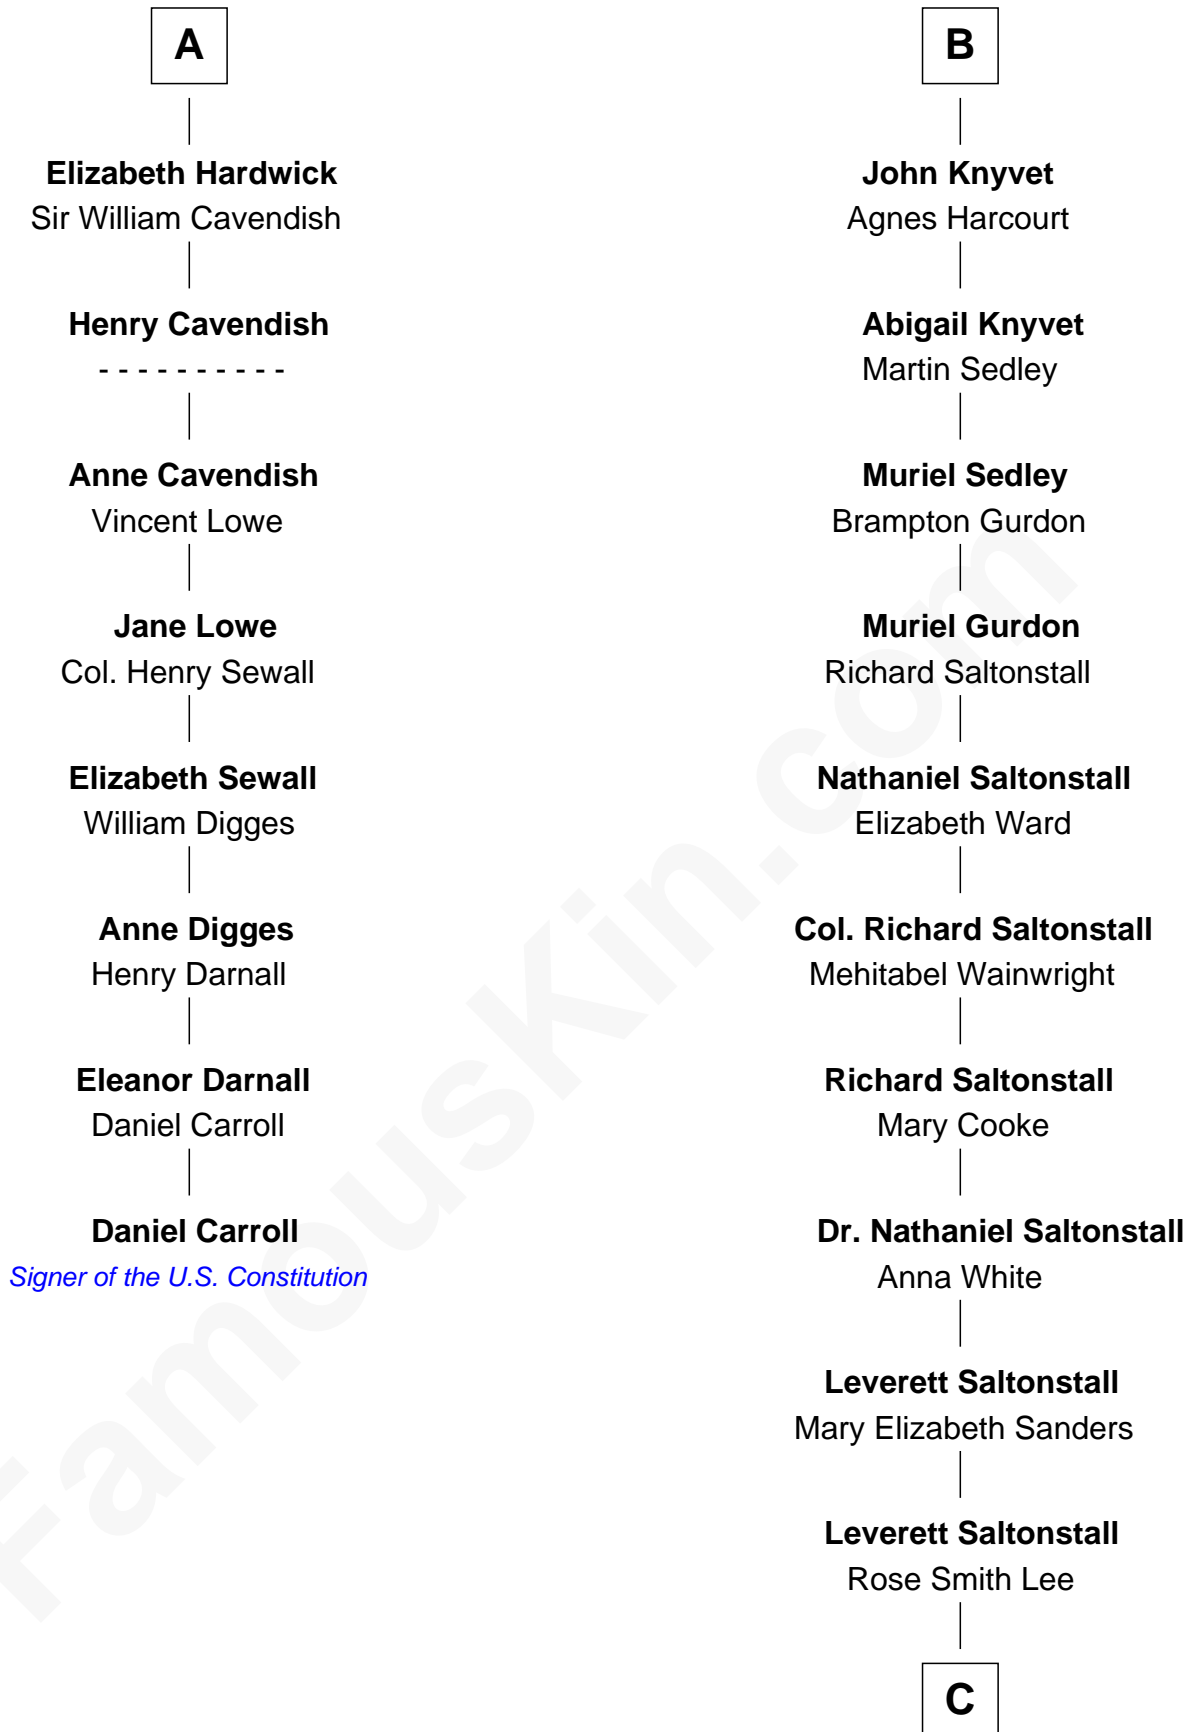 A
Elizabeth Hardwick
Sir William Cavendish
Henry Cavendish
- - - - - - - - - -
Anne Cavendish
Vincent Lowe
Jane Lowe
Col. Henry Sewall
Elizabeth Sewall
William Digges
Anne Digges
Henry Darnall
Eleanor Darnall
Daniel Carroll
Daniel Carroll
Signer of the U.S. Constitution
B
John Knyvet
Agnes Harcourt
Abigail Knyvet
Martin Sedley
Muriel Sedley
Brampton Gurdon
Muriel Gurdon
Richard Saltonstall
Nathaniel Saltonstall
Elizabeth Ward
Col. Richard Saltonstall
Mehitabel Wainwright
Richard Saltonstall
Mary Cooke
Dr. Nathaniel Saltonstall
Anna White
Leverett Saltonstall
Mary Elizabeth Sanders
Leverett Saltonstall
Rose Smith Lee
C
FamousKin.com